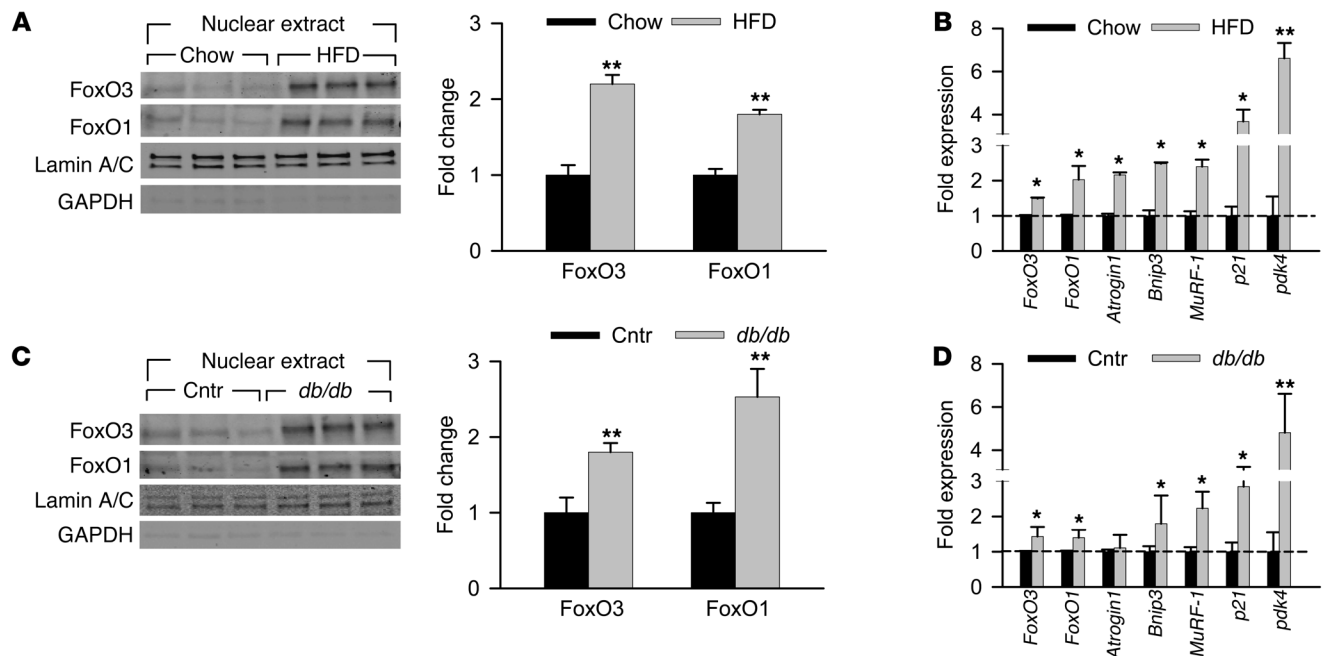 A
Nuclear extract
Chow HFD
FoxO3
FoxO1
Lamin A/C
GAPDH
Chow HFD
Fold change
3
2
1
0
** **
FoxO3 FoxO1
B
Chow HFD
Fold expression
8
6
4
3
2
1
0
* * * * * * **
FoxO3 FoxO1 Atrogin1 Bnip3 MuRF-1 p21 pdk4
C
Nuclear extract
Cntr db/db
FoxO3
FoxO1
Lamin A/C
GAPDH
Cntr db/db
Fold change
3
2
1
0
** **
FoxO3 FoxO1
D
Cntr db/db
Fold expression
8
6
4
3
2
1
0
* * * * * **
FoxO3 FoxO1 Atrogin1 Bnip3 MuRF-1 p21 pdk4